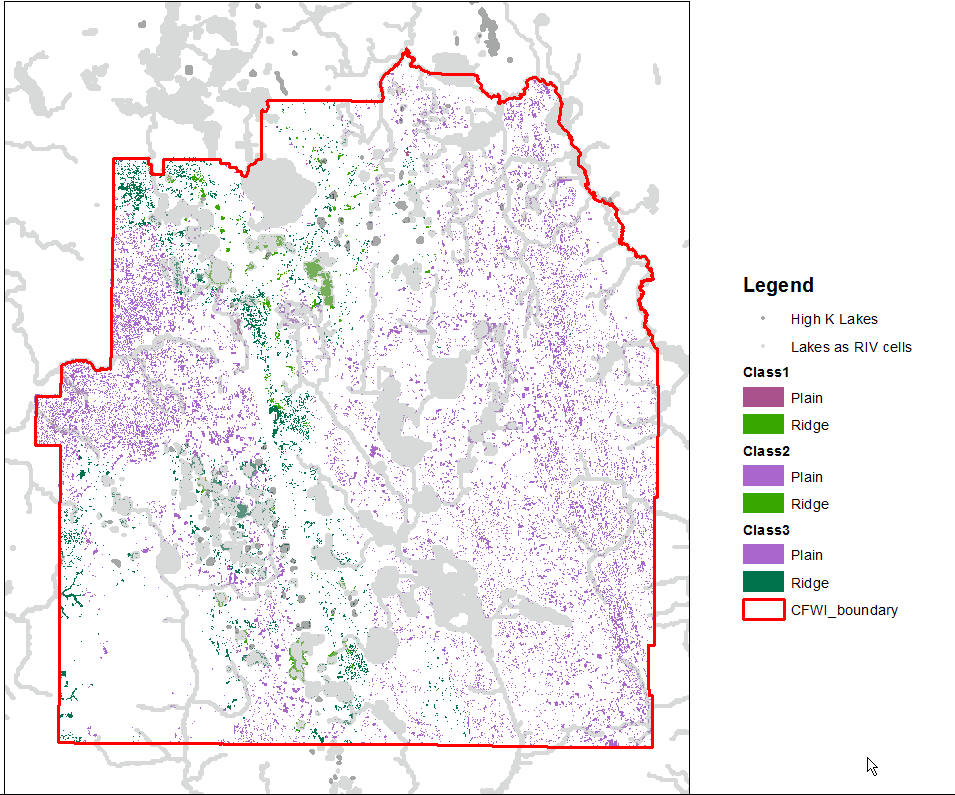 Legend
High K Lakes
Lakes as RIV cells
Class1
Plain
Ridge
Class2
Plain
Ridge
Class3
Plain
Ridge
CFWI_boundary